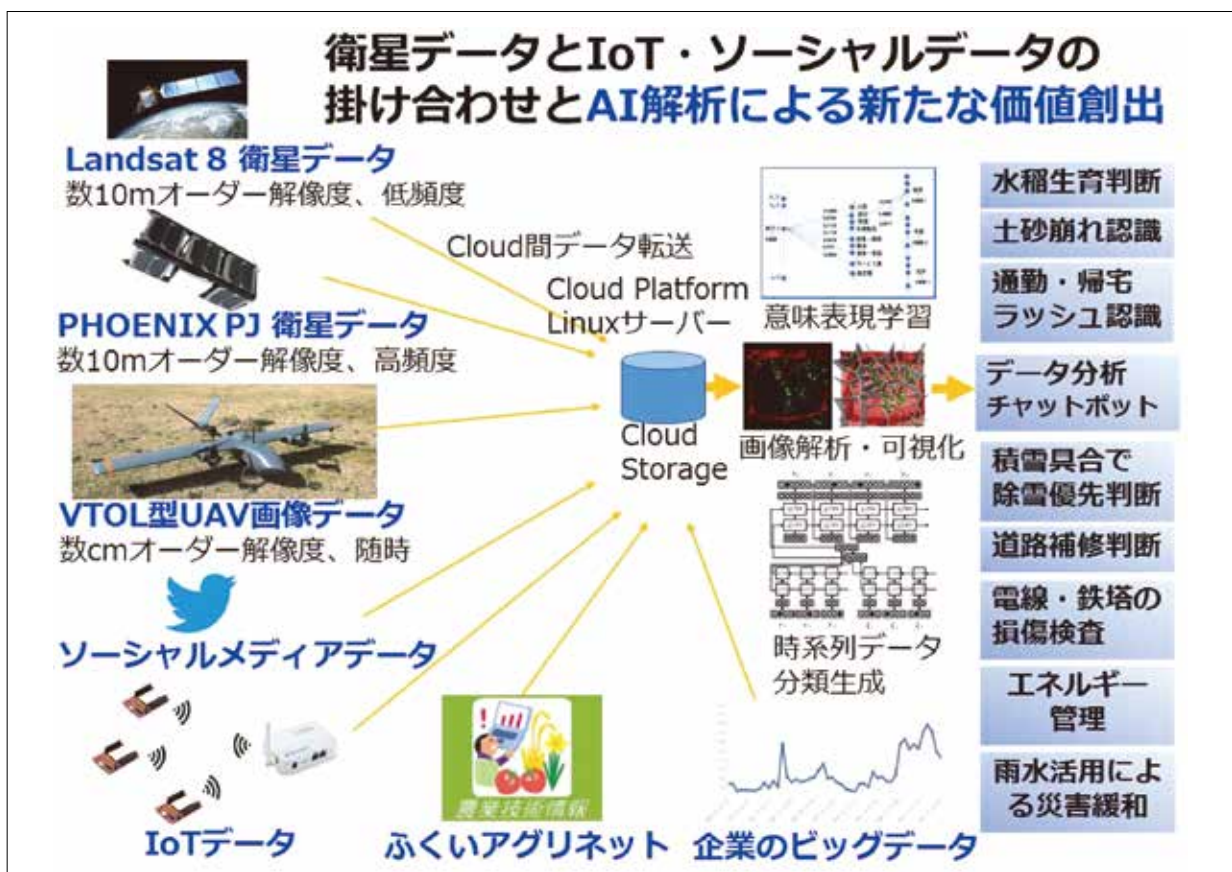 衛星データとIoT・ソーシャルデータの
掛け合わせとAI解析による新たな価値創出
Landsat 8 衛星データ
数10mオーダー解像度、低頻度
PHOENIX PJ 衛星データ
数10mオーダー解像度、高頻度
VTOL型UAV画像データ
数cmオーダー解像度、随時
ソーシャルメディアデータ
IoTデータ
農業技術情報
ふくいアグリネット
企業のビッグデータ
Cloud間データ転送
Cloud Platform
Linuxサーバー
Cloud
Storage
意味表現学習
画像解析・可視化
時系列データ
分類生成
水稲生育判断
土砂崩れ認識
通勤・帰宅
ラッシュ認識
データ分析
チャットボット
積雪具合で
除雪優先判断
道路補修判断
電線・鉄塔の
損傷検査
エネルギー
管理
雨水活用によ
る災害緩和